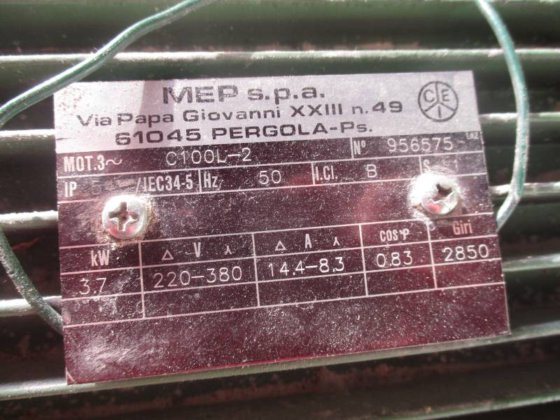 MEP s.p.a.
Via Papa Giovanni XXIII n.49
61045 PERGOLA-Ps.
CEI
MOT.3~ C100L-2 N° 956575
IP /IEC34-5 Hz 50 I.Cl. B S 1
kW Δ V ⅄ Δ A ⅄ cosφ Giri
3.7 220-380 14.4-8.3 0.83 2850